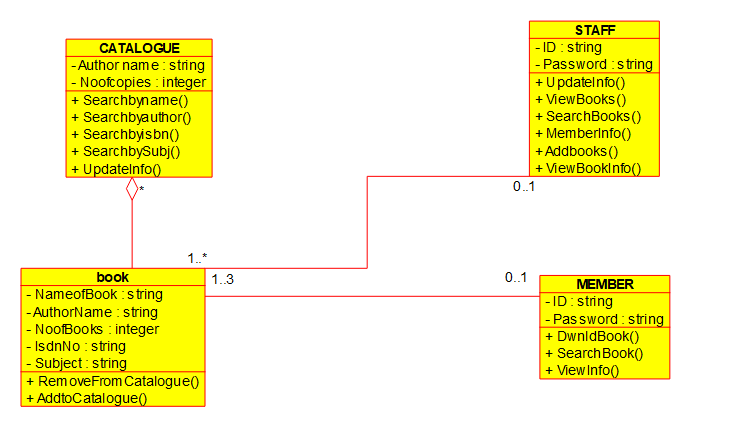 CATALOGUE
- Author name : string
- Noofcopies : integer
+ Searchbyname()
+ Searchbyauthor()
+ Searchbyisbn()
+ SearchbySubj()
+ UpdateInfo()
*
STAFF
- ID : string
- Password : string
+ UpdateInfo()
+ ViewBooks()
+ SearchBooks()
+ MemberInfo()
+ Addbooks()
+ ViewBookInfo()
0..1
1..*
1..3
0..1
book
- NameofBook : string
- AuthorName : string
- NoofBooks : integer
- IsdnNo : string
- Subject : string
+ RemoveFromCatalogue()
+ AddtoCatalogue()
MEMBER
- ID : string
- Password : string
+ DwnldBook()
+ SearchBook()
+ ViewInfo()